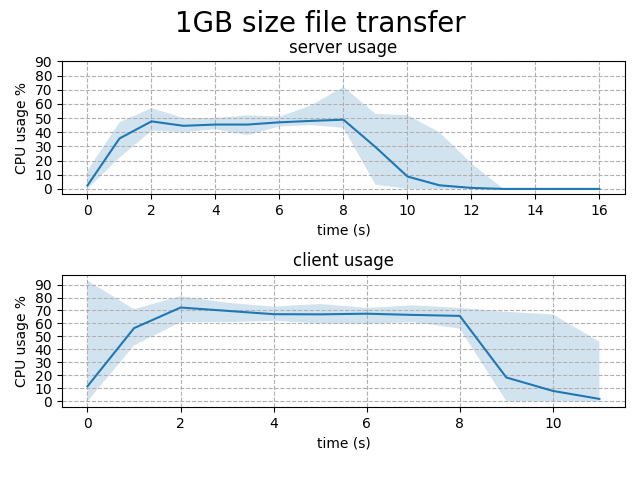 1GB size file transfer
server usage
90
80
70
60
50
40
30
20
10
0
CPU usage %
0 2 4 6 8 10 12 14 16
time (s)
client usage
90
80
70
60
50
40
30
20
10
0
CPU usage %
0 2 4 6 8 10
time (s)